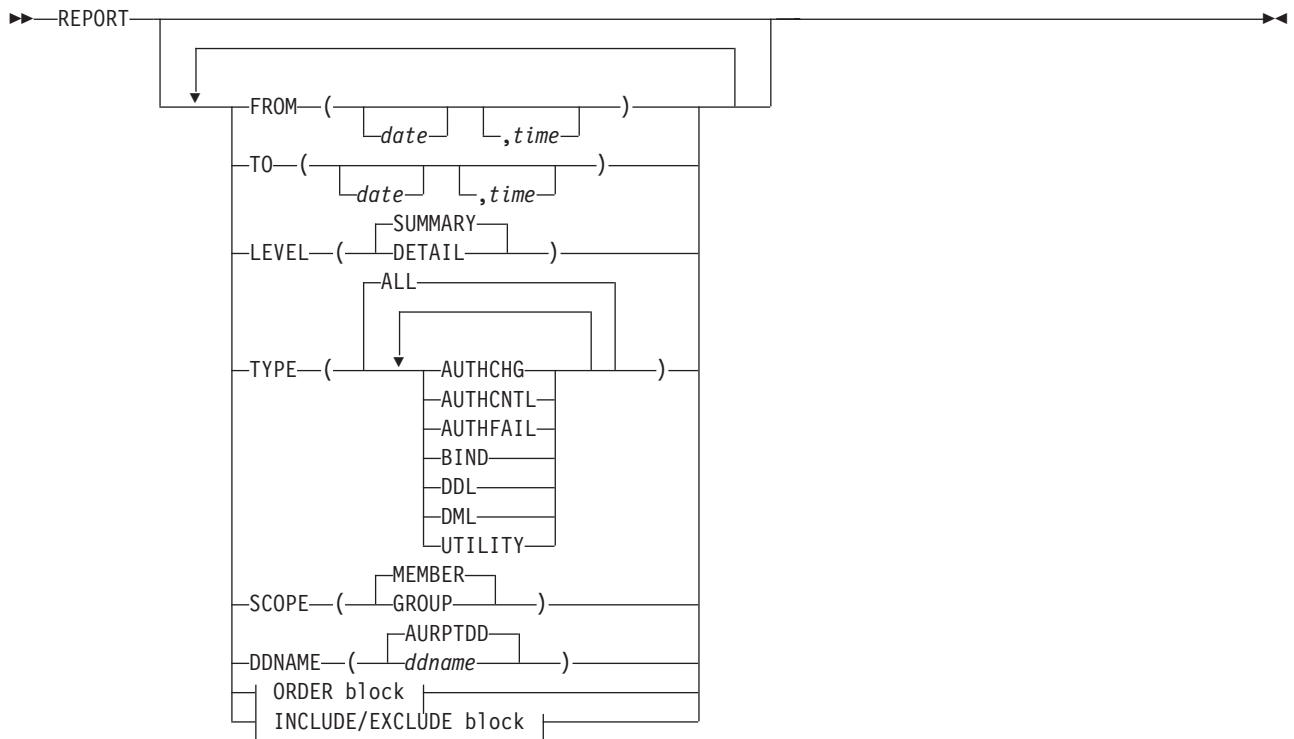 REPORT
FROM ( date ,time )
TO ( date ,time )
SUMMARY
LEVEL ( DETAIL )
ALL
TYPE ( AUTHCHG )
AUTHCNTL
AUTHFAIL
BIND
DDL
DML
UTILITY
MEMBER
SCOPE ( GROUP )
AURPTDD
DDNAME ( ddname )
ORDER block
INCLUDE/EXCLUDE block